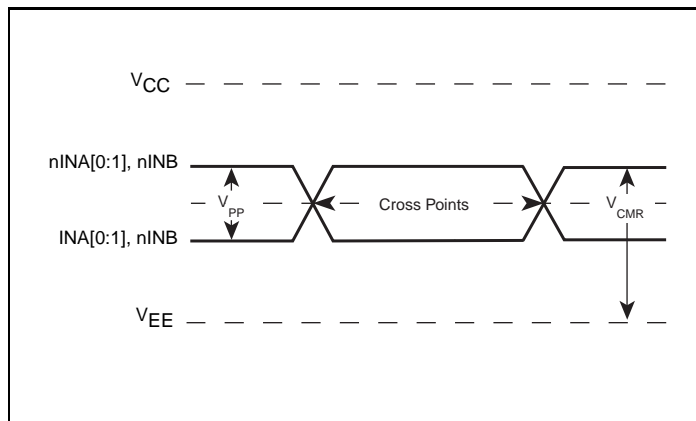 VCC
nINA[0:1], nINB
VPP
Cross Points
VCMR
INA[0:1], nINB
VEE